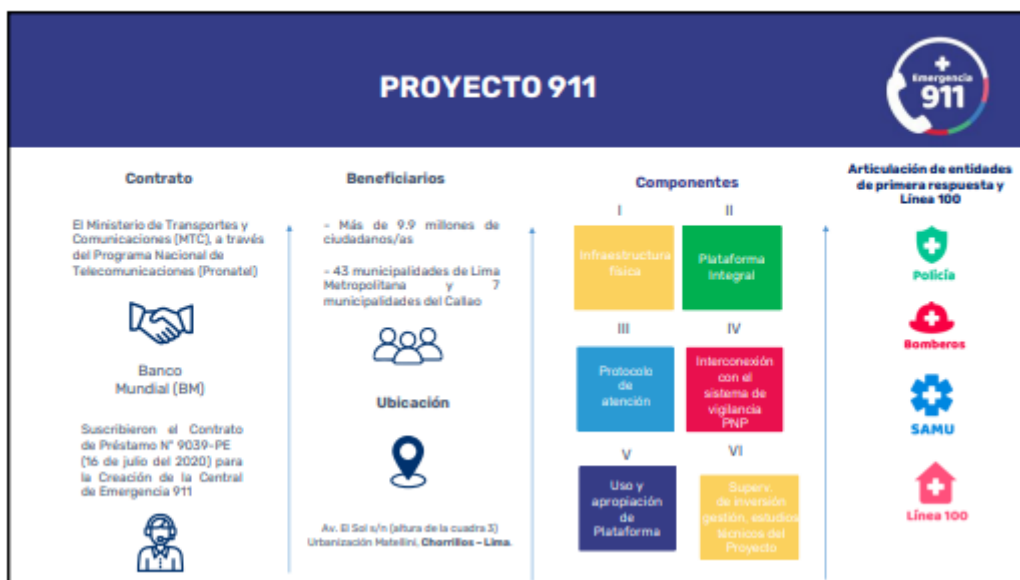 PROYECTO 911
Emergencia
911
Contrato
El Ministerio de Transportes y
Comunicaciones (MTC), a través
del Programa Nacional de
Telecomunicaciones (Pronatel)
Banco
Mundial (BM)
Suscribieron el Contrato
de Préstamo N° 9039-PE
(16 de julio del 2020) para
la Creación de la Central
de Emergencia 911
Beneficiarios
- Más de 9.9 millones de
ciudadanos/as
- 43 municipalidades de Lima
Metropolitana y 7
municipalidades del Callao
Ubicación
Av. El Sol s/n (altura de la cuadra 3)
Urbanización Matellini, Chorrillos – Lima.
Componentes
I
Infraestructura
física
II
Plataforma
Integral
III
Protocolo
de
atención
IV
Interconexión
con el
sistema de
vigilancia
PNP
V
Uso y
apropiación
de
Plataforma
VI
Superv.
de inversión
gestión, estudios
técnicos del
Proyecto
Articulación de entidades
de primera respuesta y
Línea 100
Policía
Bomberos
SAMU
Línea 100